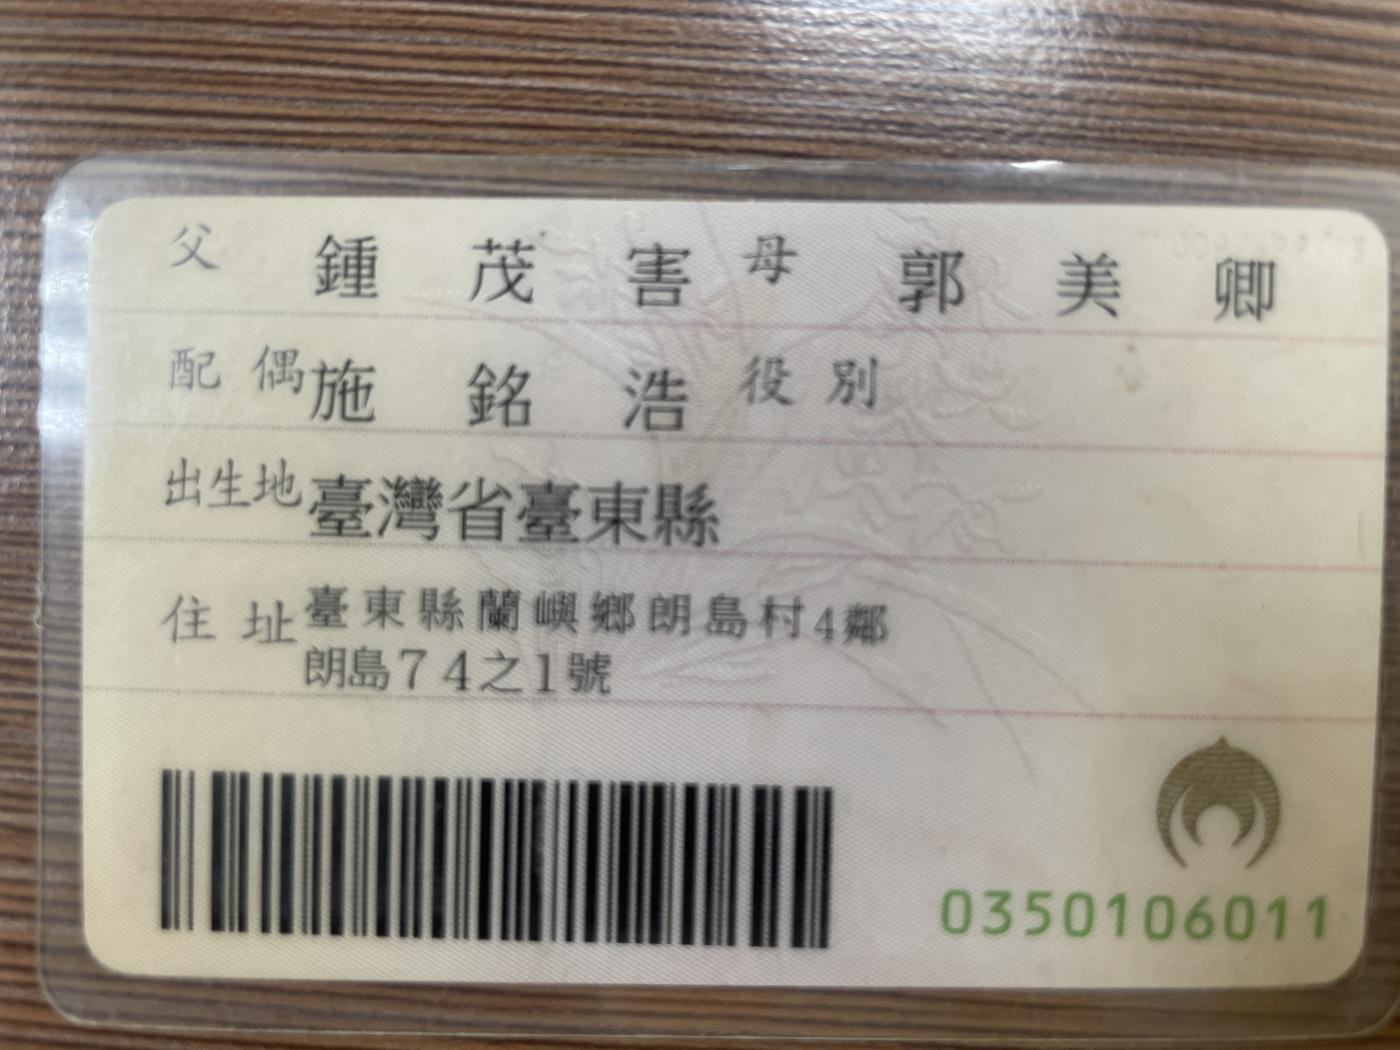 父 鍾茂害 母 郭美卿
配偶 施銘浩 役別
出生地 臺灣省臺東縣
住址 臺東縣蘭嶼鄉朗島村4鄰
朗島74之1號
0350106011